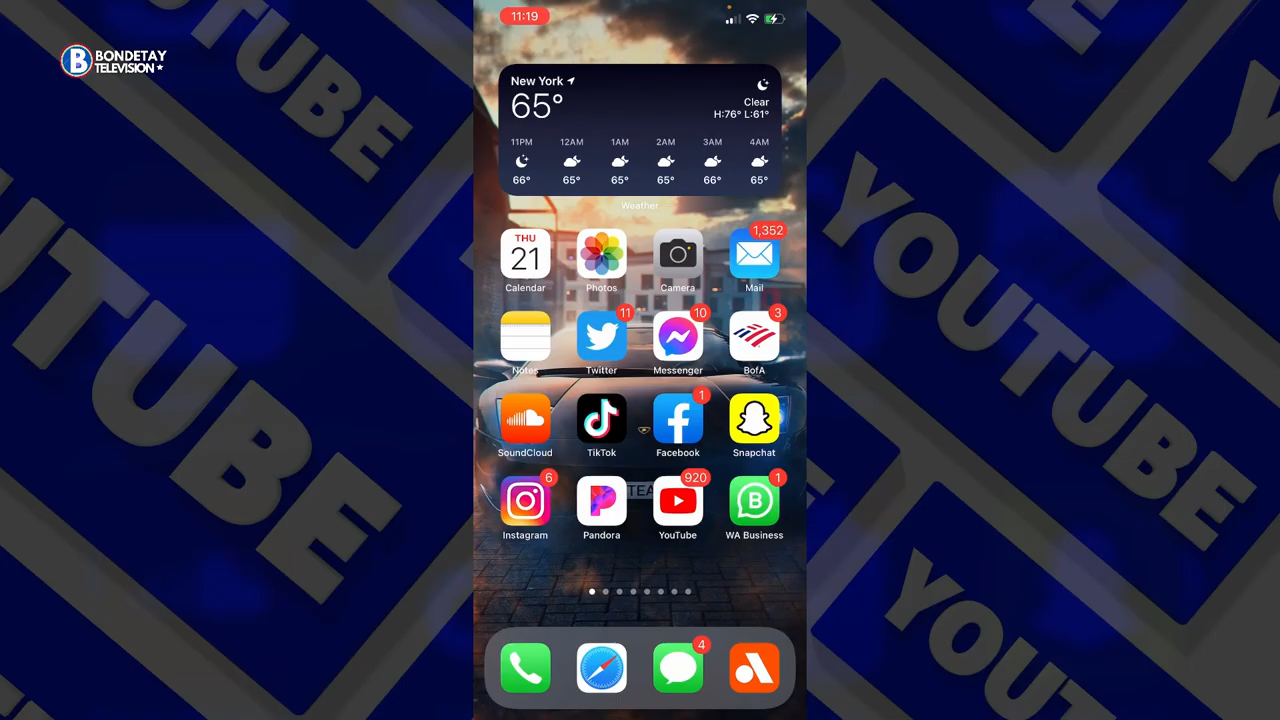 BONDETAY
TELEVISION
YOUTUBE
YOUTUBE
YOUTUBE
YOUTUBE
11:19
New York
65°
Clear
H:76° L:61°
11PM 12AM 1AM 2AM 3AM 4AM
66° 65° 65° 65° 66° 65°
Weather
1,352
THU
21
Calendar Photos Camera Mail
11 10 3
Notes Twitter Messenger BofA
1
SoundCloud TikTok Facebook Snapchat
6 920 1
B
TEA
Instagram Pandora YouTube WA Business
4